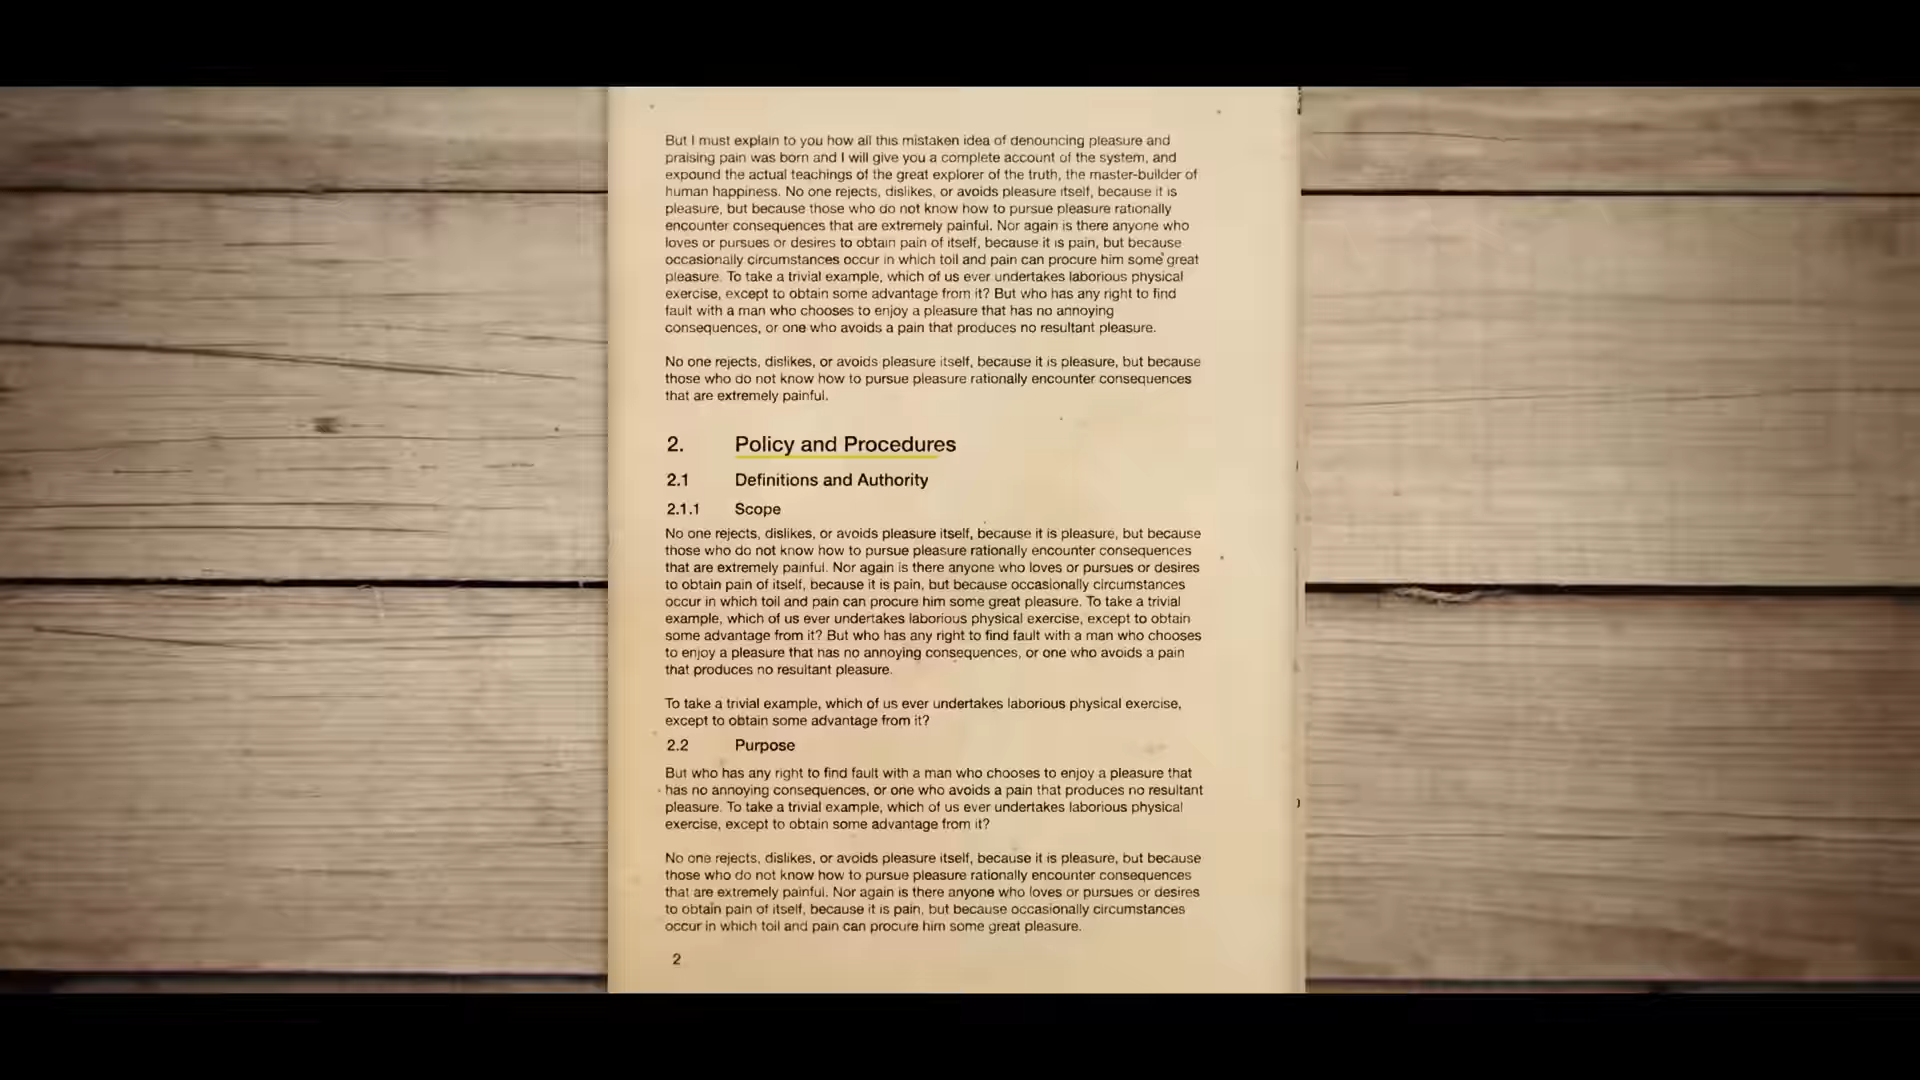 But I must explain to you how all this mistaken idea of denouncing pleasure and
praising pain was born and I will give you a complete account of the system, and
expound the actual teachings of the great explorer of the truth, the master-builder of
human happiness. No one rejects, dislikes, or avoids pleasure itself, because it is
pleasure, but because those who do not know how to pursue pleasure rationally
encounter consequences that are extremely painful. Nor again is there anyone who
loves or pursues or desires to obtain pain of itself, because it is pain, but because
occasionally circumstances occur in which toil and pain can procure him some great
pleasure. To take a trivial example, which of us ever undertakes laborious physical
exercise, except to obtain some advantage from it? But who has any right to find
fault with a man who chooses to enjoy a pleasure that has no annoying
consequences, or one who avoids a pain that produces no resultant pleasure.
No one rejects, dislikes, or avoids pleasure itself, because it is pleasure, but because
those who do not know how to pursue pleasure rationally encounter consequences
that are extremely painful.
2. Policy and Procedures
2.1 Definitions and Authority
2.1.1 Scope
No one rejects, dislikes, or avoids pleasure itself, because it is pleasure, but because
those who do not know how to pursue pleasure rationally encounter consequences
that are extremely painful. Nor again is there anyone who loves or pursues or desires
to obtain pain of itself, because it is pain, but because occasionally circumstances
occur in which toil and pain can procure him some great pleasure. To take a trivial
example, which of us ever undertakes laborious physical exercise, except to obtain
some advantage from it? But who has any right to find fault with a man who chooses
to enjoy a pleasure that has no annoying consequences, or one who avoids a pain
that produces no resultant pleasure.
To take a trivial example, which of us ever undertakes laborious physical exercise,
except to obtain some advantage from it?
2.2 Purpose
But who has any right to find fault with a man who chooses to enjoy a pleasure that
has no annoying consequences, or one who avoids a pain that produces no resultant
pleasure. To take a trivial example, which of us ever undertakes laborious physical
exercise, except to obtain some advantage from it?
No one rejects, dislikes, or avoids pleasure itself, because it is pleasure, but because
those who do not know how to pursue pleasure rationally encounter consequences
that are extremely painful. Nor again is there anyone who loves or pursues or desires
to obtain pain of itself, because it is pain, but because occasionally circumstances
occur in which toil and pain can procure him some great pleasure.
2